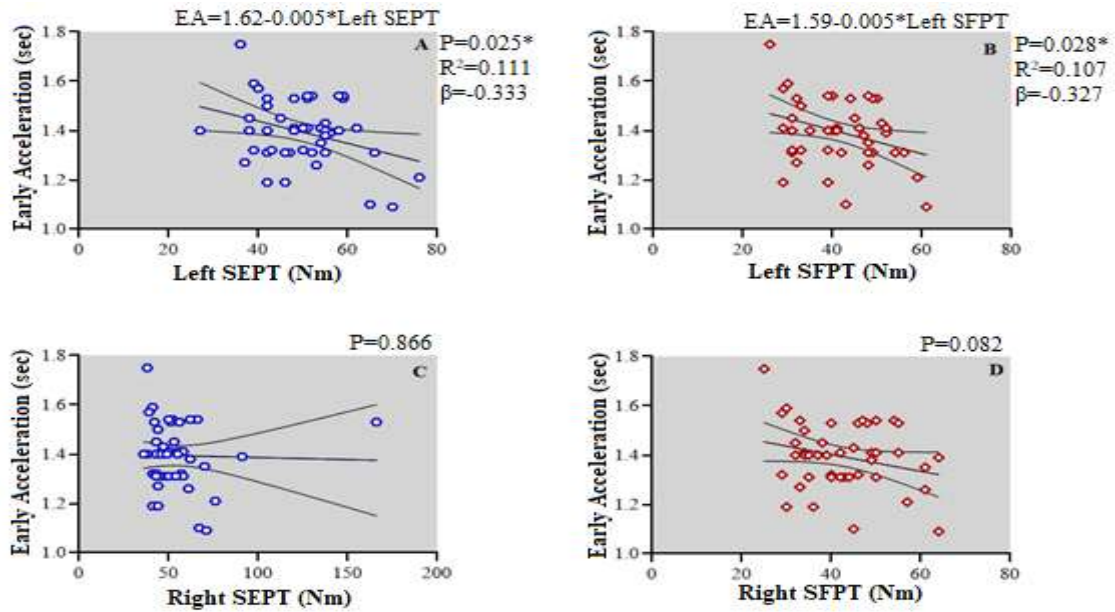 EA=1.62-0.005*Left SEPT
A
P=0.025*
R²=0.111
β=-0.333
1.8
1.6
1.4
1.2
1.0
Early Acceleration (sec)
0 20 40 60 80
Left SEPT (Nm)
EA=1.59-0.005*Left SFPT
B
P=0.028*
R²=0.107
β=-0.327
1.8
1.6
1.4
1.2
1.0
Early Acceleration (sec)
0 20 40 60 80
Left SFPT (Nm)
P=0.866
C
1.8
1.6
1.4
1.2
1.0
Early Acceleration (sec)
0 50 100 150 200
Right SEPT (Nm)
P=0.082
D
1.8
1.6
1.4
1.2
1.0
Early Acceleration (sec)
0 20 40 60 80
Right SFPT (Nm)